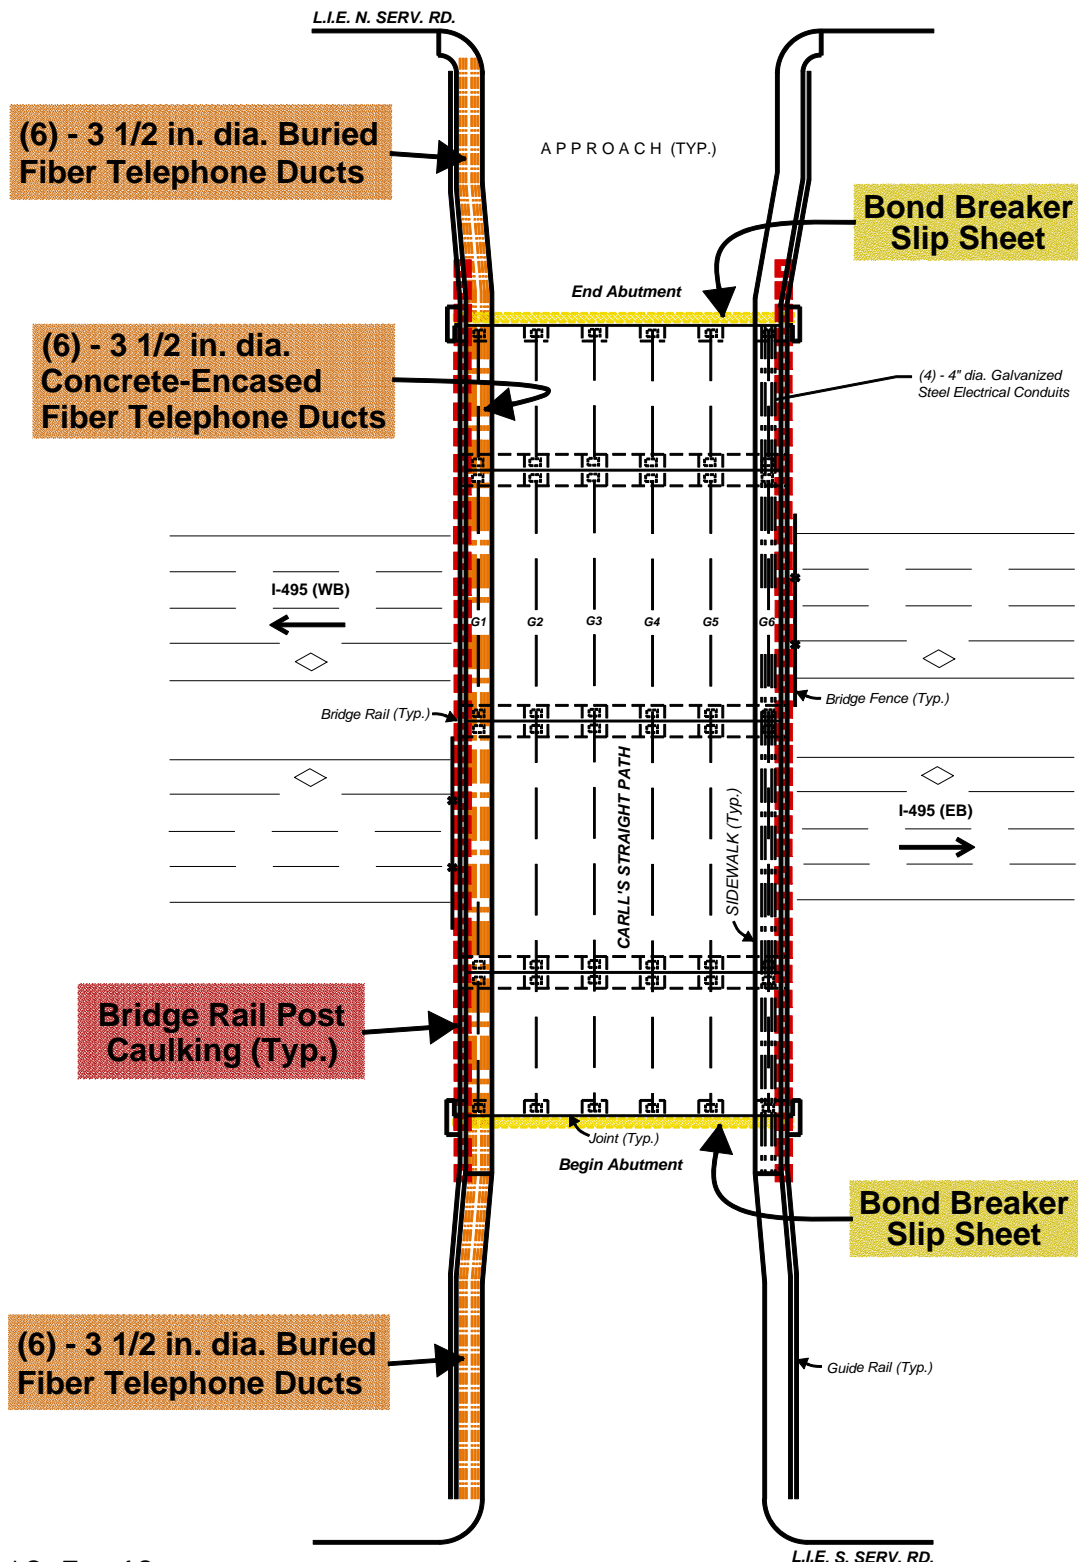 L.I.E. N. SERV. RD.
(6) - 3 1/2 in. dia. Buried
Fiber Telephone Ducts
APPROACH (TYP.)
Bond Breaker
Slip Sheet
End Abutment
(6) - 3 1/2 in. dia.
Concrete-Encased
Fiber Telephone Ducts
(4) - 4" dia. Galvanized
Steel Electrical Conduits
I-495 (WB)
G1 G2 G3 G4 G5 G6
Bridge Rail (Typ.)
Bridge Fence (Typ.)
CARLL'S STRAIGHT PATH
SIDEWALK (Typ.)
I-495 (EB)
Bridge Rail Post
Caulking (Typ.)
Joint (Typ.)
Begin Abutment
Bond Breaker
Slip Sheet
(6) - 3 1/2 in. dia. Buried
Fiber Telephone Ducts
Guide Rail (Typ.)
L.I.E. S. SERV. RD.